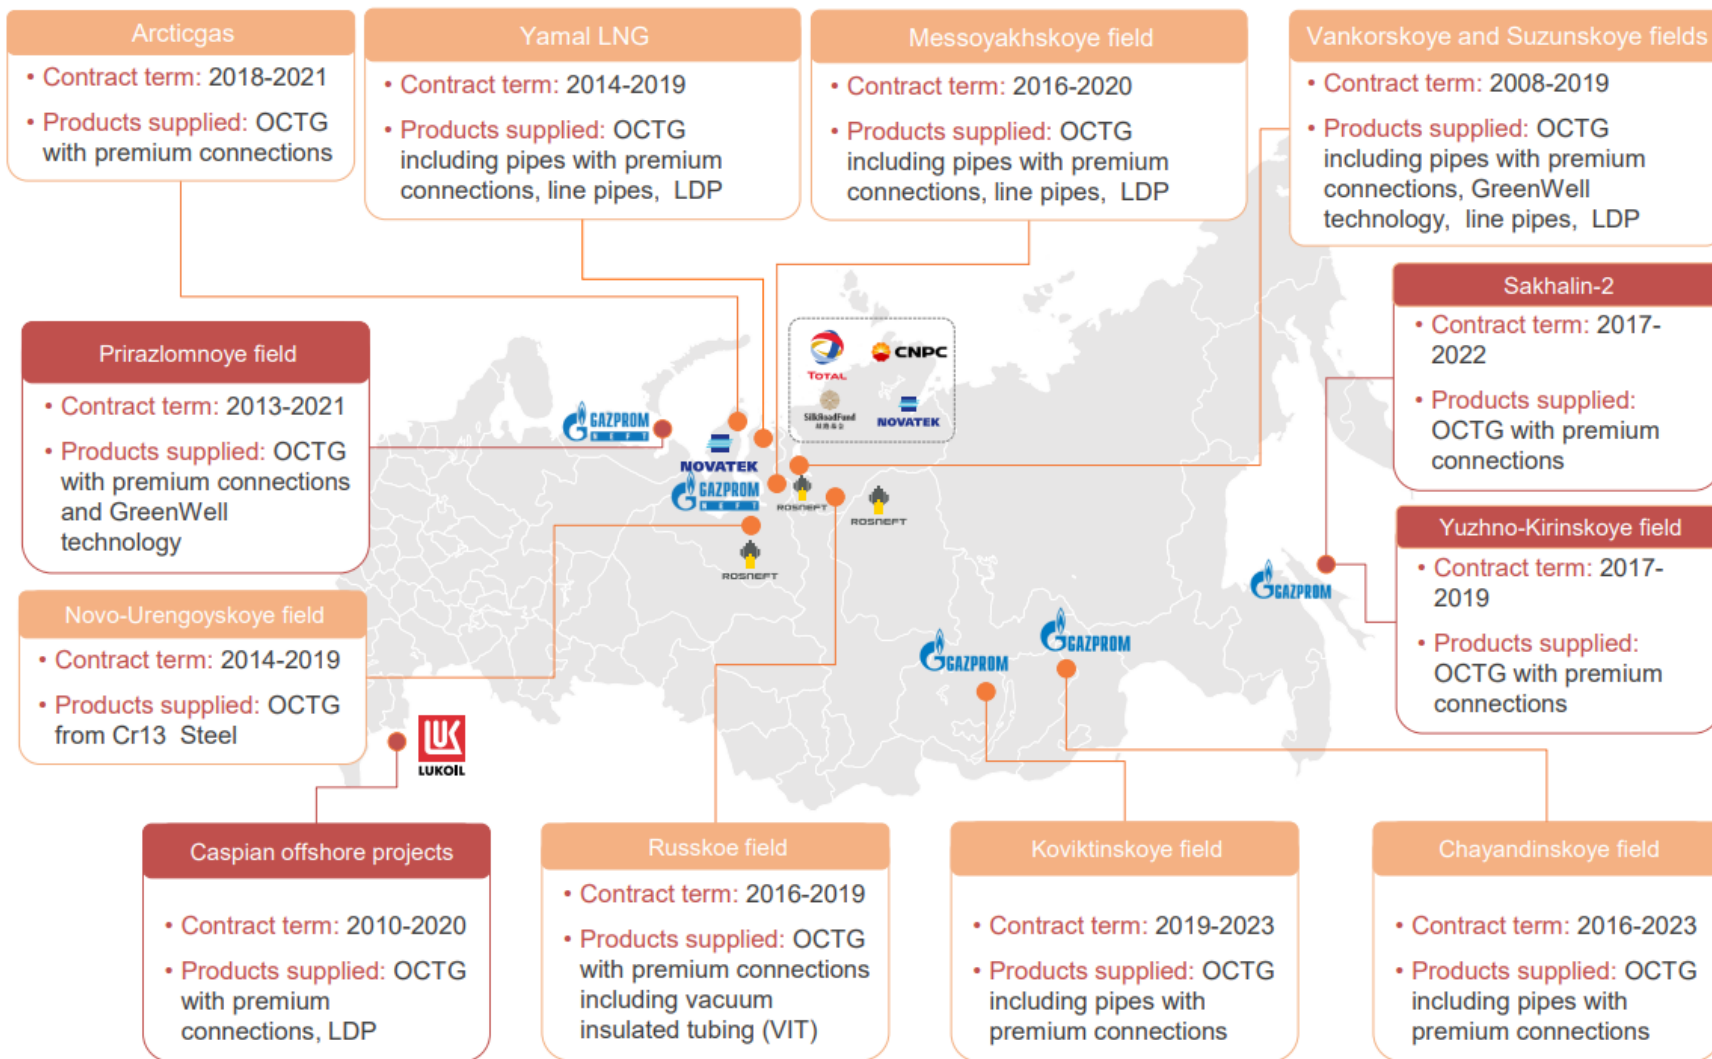 Arcticgas
• Contract term: 2018-2021
• Products supplied: OCTG
with premium connections
Yamal LNG
• Contract term: 2014-2019
• Products supplied: OCTG
including pipes with premium
connections, line pipes, LDP
Messoyakhskoye field
• Contract term: 2016-2020
• Products supplied: OCTG
including pipes with premium
connections, line pipes, LDP
Vankorskoye and Suzunskoye fields
• Contract term: 2008-2019
• Products supplied: OCTG
including pipes with premium
connections, GreenWell
technology, line pipes, LDP
Prirazlomnoye field
• Contract term: 2013-2021
• Products supplied: OCTG
with premium connections
and GreenWell
technology
Sakhalin-2
• Contract term: 2017-
2022
• Products supplied:
OCTG with premium
connections
TOTAL
CNPC
SilkRoadFund
NOVATEK
GAZPROM
NEFT
NOVATEK
GAZPROM
NEFT
ROSNEFT
ROSNEFT
ROSNEFT
Yuzhno-Kirinskoye field
• Contract term: 2017-
2019
• Products supplied:
OCTG with premium
connections
GAZPROM
GAZPROM
GAZPROM
Novo-Urengoyskoye field
• Contract term: 2014-2019
• Products supplied: OCTG
from Cr13 Steel
LUK
LUKOIL
Caspian offshore projects
• Contract term: 2010-2020
• Products supplied: OCTG
with premium
connections, LDP
Russkoe field
• Contract term: 2016-2019
• Products supplied: OCTG
with premium connections
including vacuum
insulated tubing (VIT)
Koviktinskoye field
• Contract term: 2019-2023
• Products supplied: OCTG
including pipes with
premium connections
Chayandinskoye field
• Contract term: 2016-2023
• Products supplied: OCTG
including pipes with
premium connections